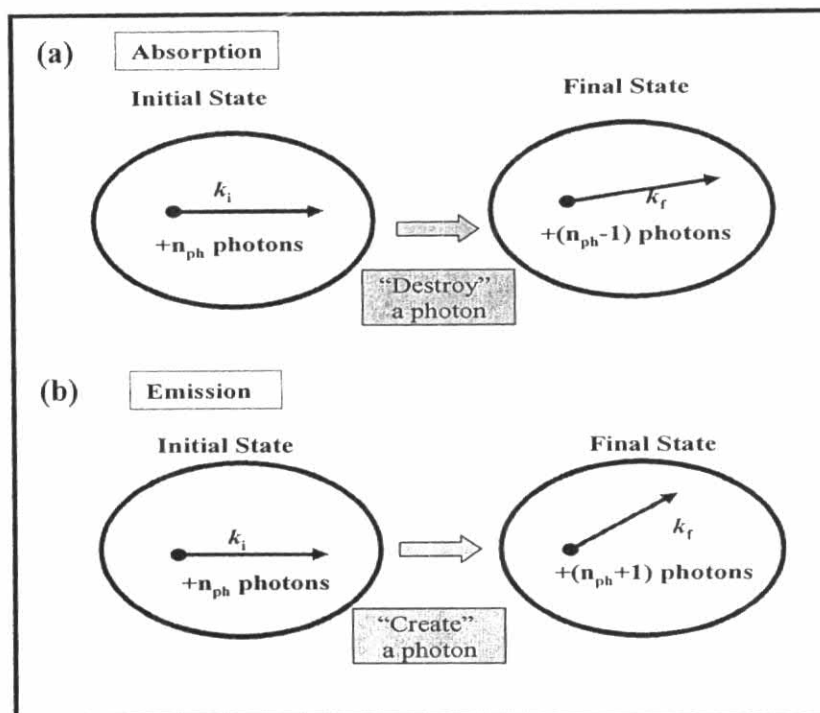 (a) Absorption
Initial State
Final State
k_i
k_f
+n_ph photons
+(n_ph-1) photons
“Destroy”
a photon
(b) Emission
Initial State
Final State
k_i
k_f
+n_ph photons
+(n_ph+1) photons
“Create”
a photon